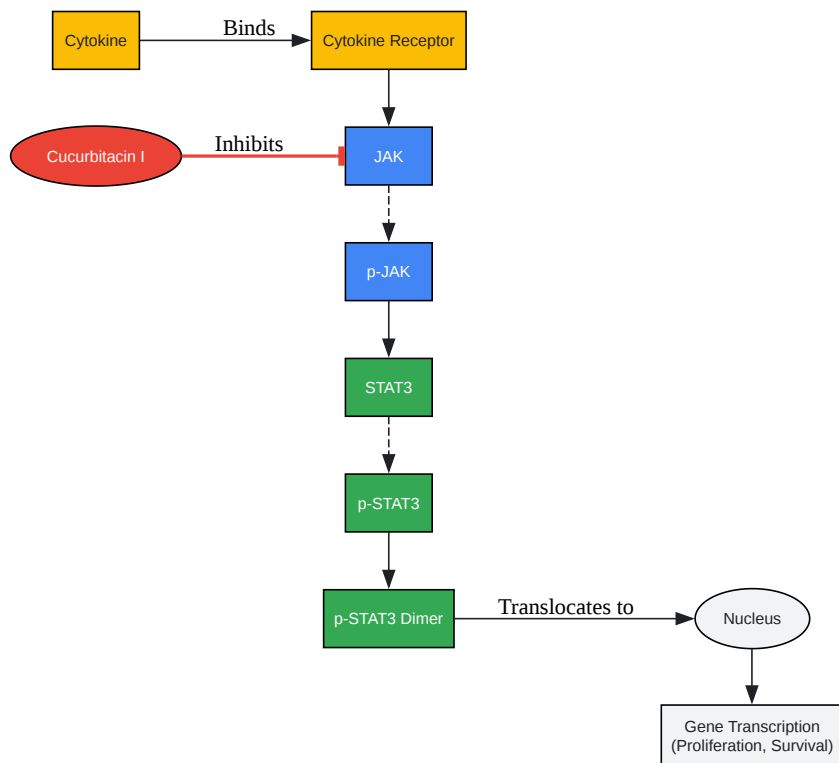 Cytokine
Binds
Cytokine Receptor
Cucurbitacin I
Inhibits
JAK
p-JAK
STAT3
p-STAT3
p-STAT3 Dimer
Translocates to
Nucleus
Gene Transcription
(Proliferation, Survival)